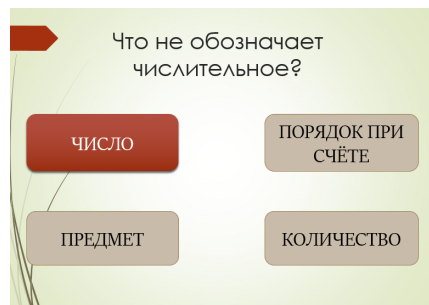 Что не обозначает
числительное?
ЧИСЛО
ПОРЯДОК ПРИ
СЧЁТЕ
ПРЕДМЕТ
КОЛИЧЕСТВО